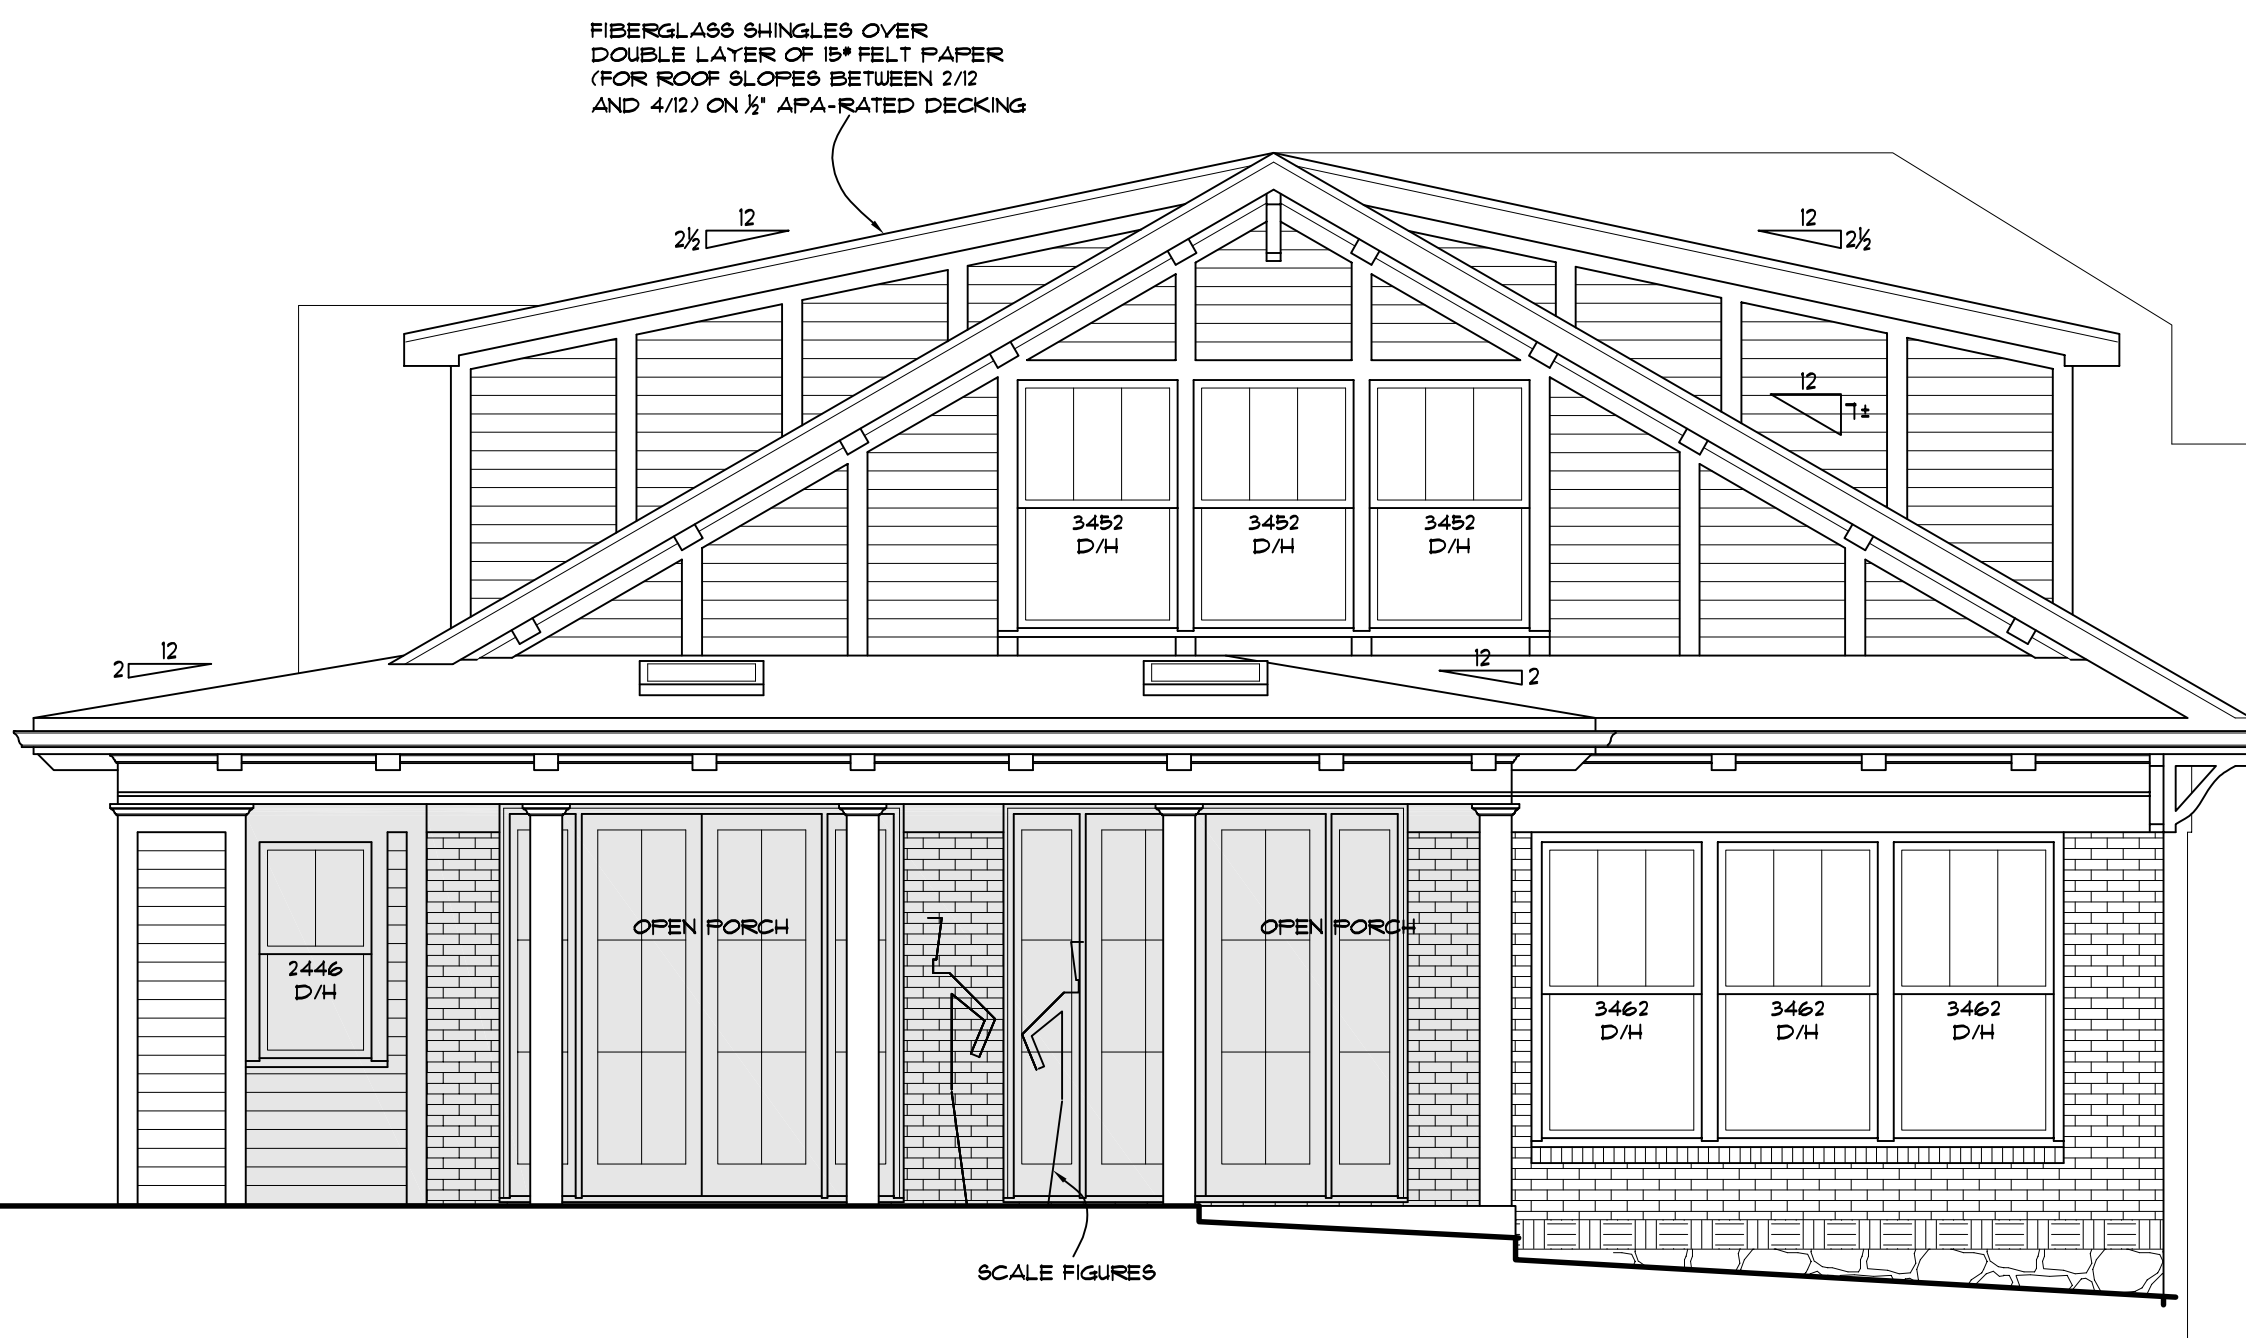 FIBERGLASS SHINGLES OVER
DOUBLE LAYER OF 15# FELT PAPER
(FOR ROOF SLOPES BETWEEN 2/12
AND 4/12) ON ½" APA-RATED DECKING
12
2½
12
2½
12
7±
3452
D/H
3452
D/H
3452
D/H
12
2
12
2
OPEN PORCH
OPEN PORCH
2446
D/H
3462
D/H
3462
D/H
3462
D/H
SCALE FIGURES